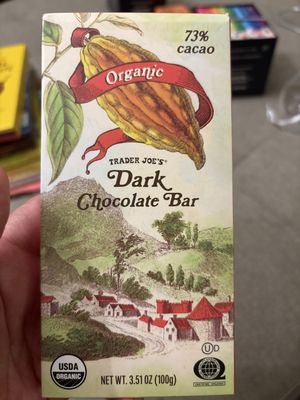 73%
cacao
Organic
TRADER JOE'S®
Dark
Chocolate Bar
USDA
ORGANIC
U D
NET WT. 3.51 OZ (100g)